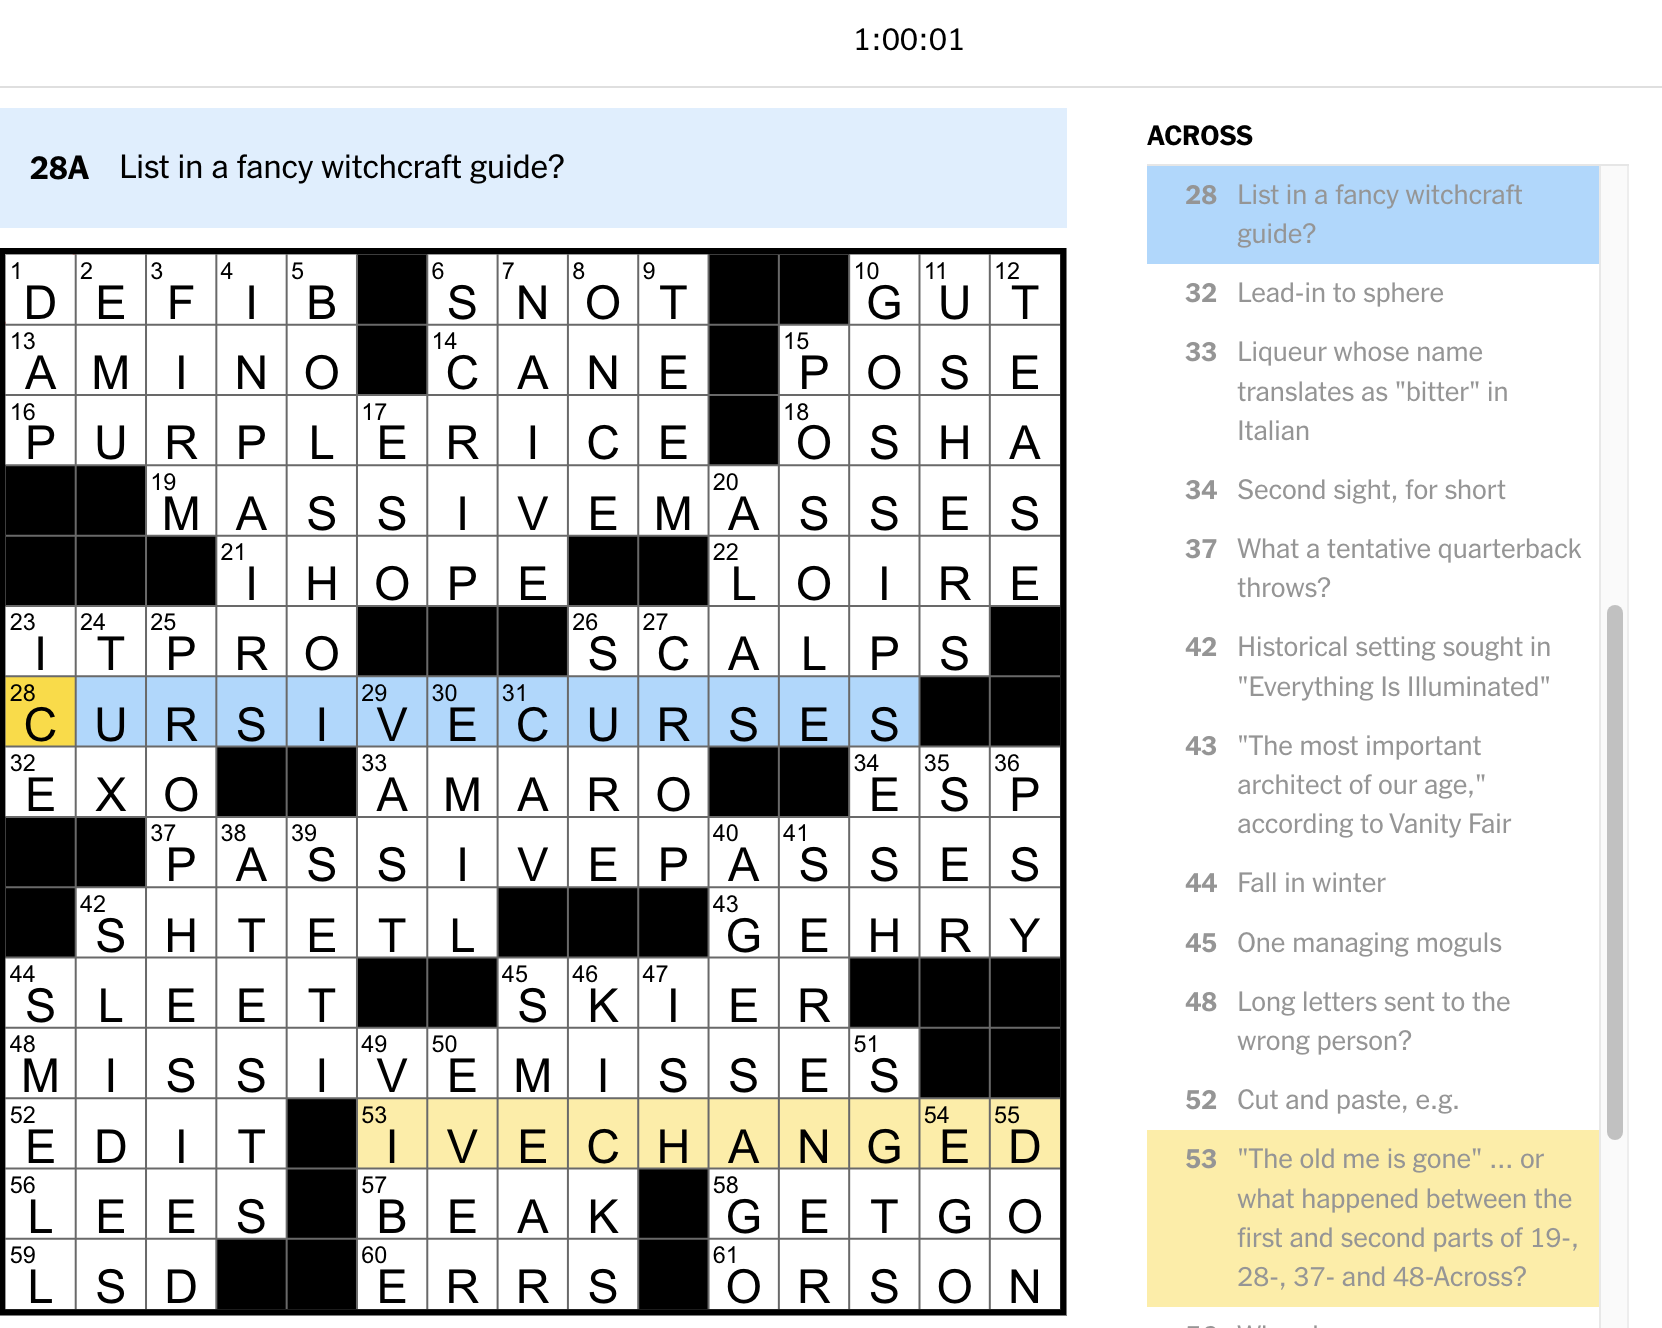 1:00:01
28A List in a fancy witchcraft guide?
1 2 3 4 5 6 7 8 9 10 11 12
D E F I B S N O T G U T
13 14 15
A M I N O C A N E P O S E
16 17 18
P U R P L E R I C E O S H A
19 20
M A S S I V E M A S S E S
21 22
I H O P E L O I R E
23 24 25 26 27
I T P R O S C A L P S
28 29 30 31
C U R S I V E C U R S E S
32 33 34 35 36
E X O A M A R O E S P
37 38 39 40 41
P A S S I V E P A S S E S
42 43
S H T E T L G E H R Y
44 45 46 47
S L E E T S K I E R
48 49 50 51
M I S S I V E M I S S E S
52 53 54 55
E D I T I V E C H A N G E D
56 57 58
L E E S B E A K G E T G O
59 60 61
L S D E R R S O R S O N
ACROSS
28 List in a fancy witchcraft
guide?
32 Lead-in to sphere
33 Liqueur whose name
translates as "bitter" in
Italian
34 Second sight, for short
37 What a tentative quarterback
throws?
42 Historical setting sought in
"Everything Is Illuminated"
43 "The most important
architect of our age,"
according to Vanity Fair
44 Fall in winter
45 One managing moguls
48 Long letters sent to the
wrong person?
52 Cut and paste, e.g.
53 "The old me is gone" ... or
what happened between the
first and second parts of 19-,
28-, 37- and 48-Across?